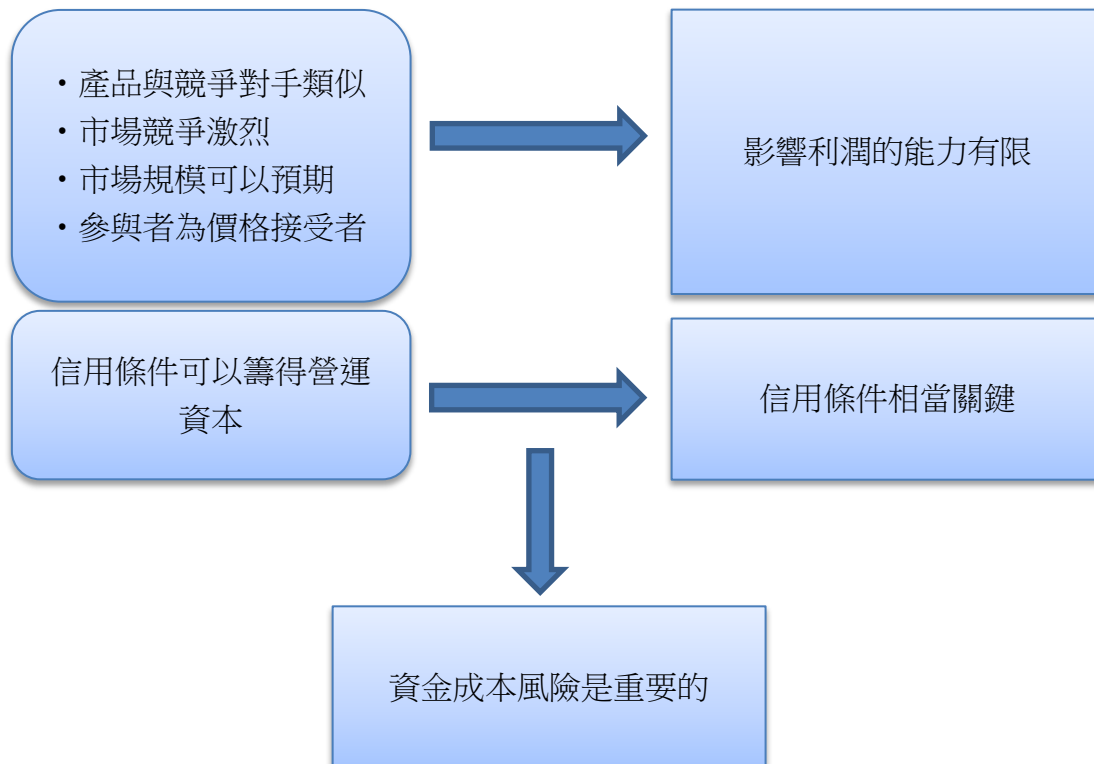 ・產品與競爭對手類似
・市場競爭激烈
・市場規模可以預期
・參與者為價格接受者
影響利潤的能力有限
信用條件可以籌得營運
資本
信用條件相當關鍵
資金成本風險是重要的